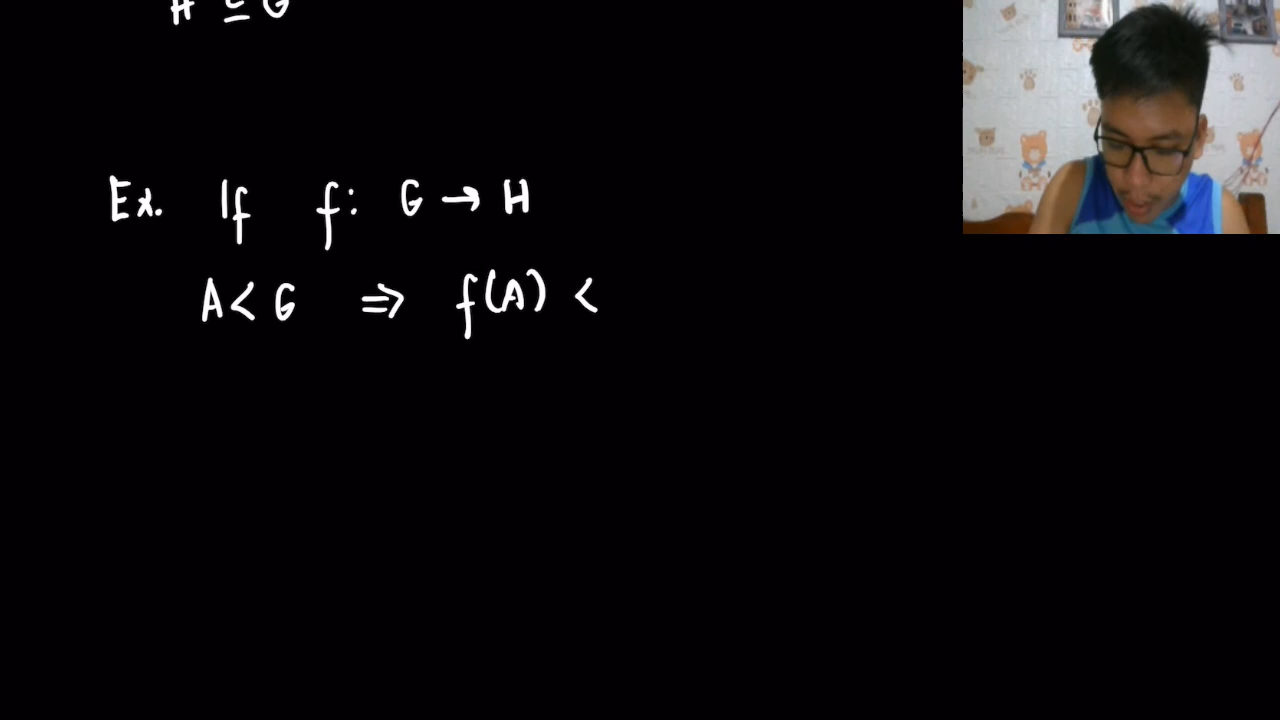 H ⊆ G
Ex. If f: G → H
A < G ⇒ f(A) <